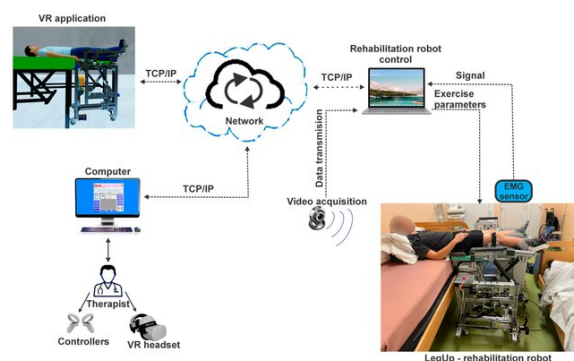 VR application
TCP/IP
Network
TCP/IP
Rehabilitation robot
control
Signal
Exercise
parameters
Computer
TCP/IP
Data transmision
Video acquisition
EMG
sensor
Therapist
Controllers
VR headset
LegUp - rehabilitation robot